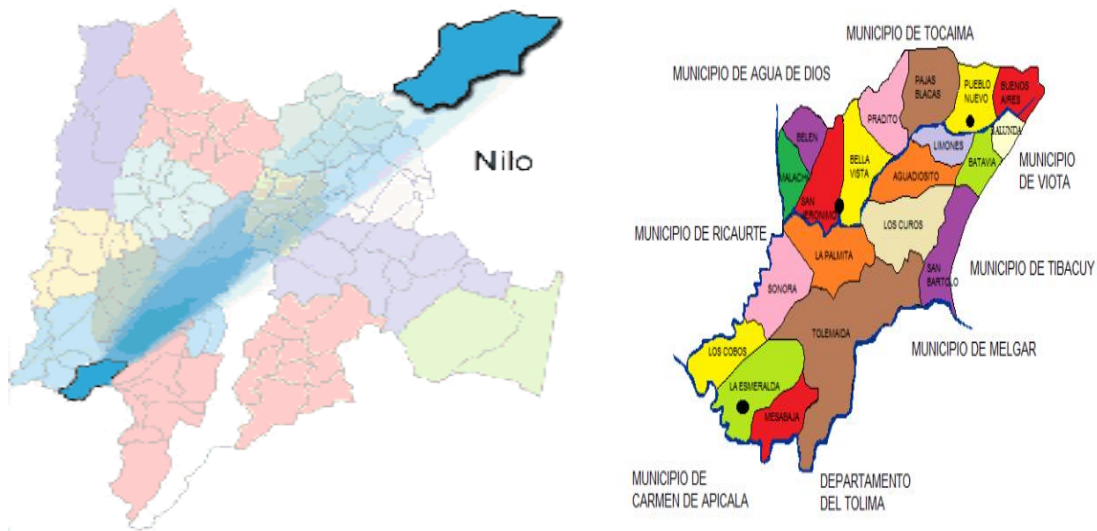 Nilo
MUNICIPIO DE TOCAIMA
MUNICIPIO DE AGUA DE DIOS
PAJAS
BLACAS
PUEBLO
NUEVO
BUENOS
AIRES
PRADITO
BELEN
LIMONES
BELLA
VISTA
BATAVIA
MUNICIPIO
DE VIOTA
MALACHI
AGUADIOSITO
SAN
JERONIMO
LOS CUROS
MUNICIPIO DE RICAURTE
LA PALMITA
MUNICIPIO DE TIBACUY
SAN
BARTOLO
SONORA
TOLEMAIDA
MUNICIPIO DE MELGAR
LOS COBOS
LA ESMERALDA
MESABAJA
MUNICIPIO DE
CARMEN DE APICALA
DEPARTAMENTO
DEL TOLIMA